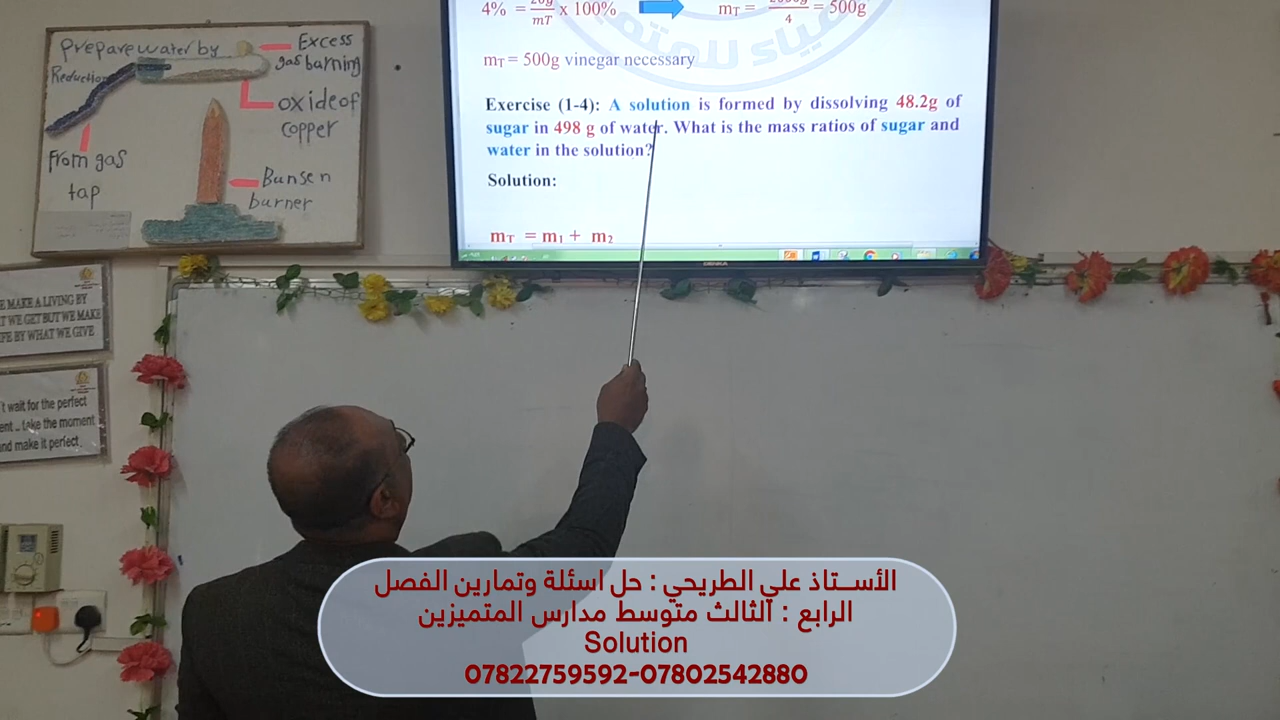 Prepare water by
Reduction
Excess
gas barning
oxide of
copper
From gas
tap
Bunsen
burner
E MAKE A LIVING BY
T WE GET BUT WE MAKE
FE BY WHAT WE GIVE
t wait for the perfect
ent .. take the moment
and make it perfect.
4% = 20g/mT x 100% mT = /4 = 500g
mT = 500g vinegar necessary
Exercise (1-4): A solution is formed by dissolving 48.2g of
sugar in 498 g of water. What is the mass ratios of sugar and
water in the solution?
Solution:
mT = m1 + m2
الأستاذ علي الطريحي : حل اسئلة وتمارين الفصل
الرابع : الثالث متوسط مدارس المتميزين
Solution
07822759592-07802542880